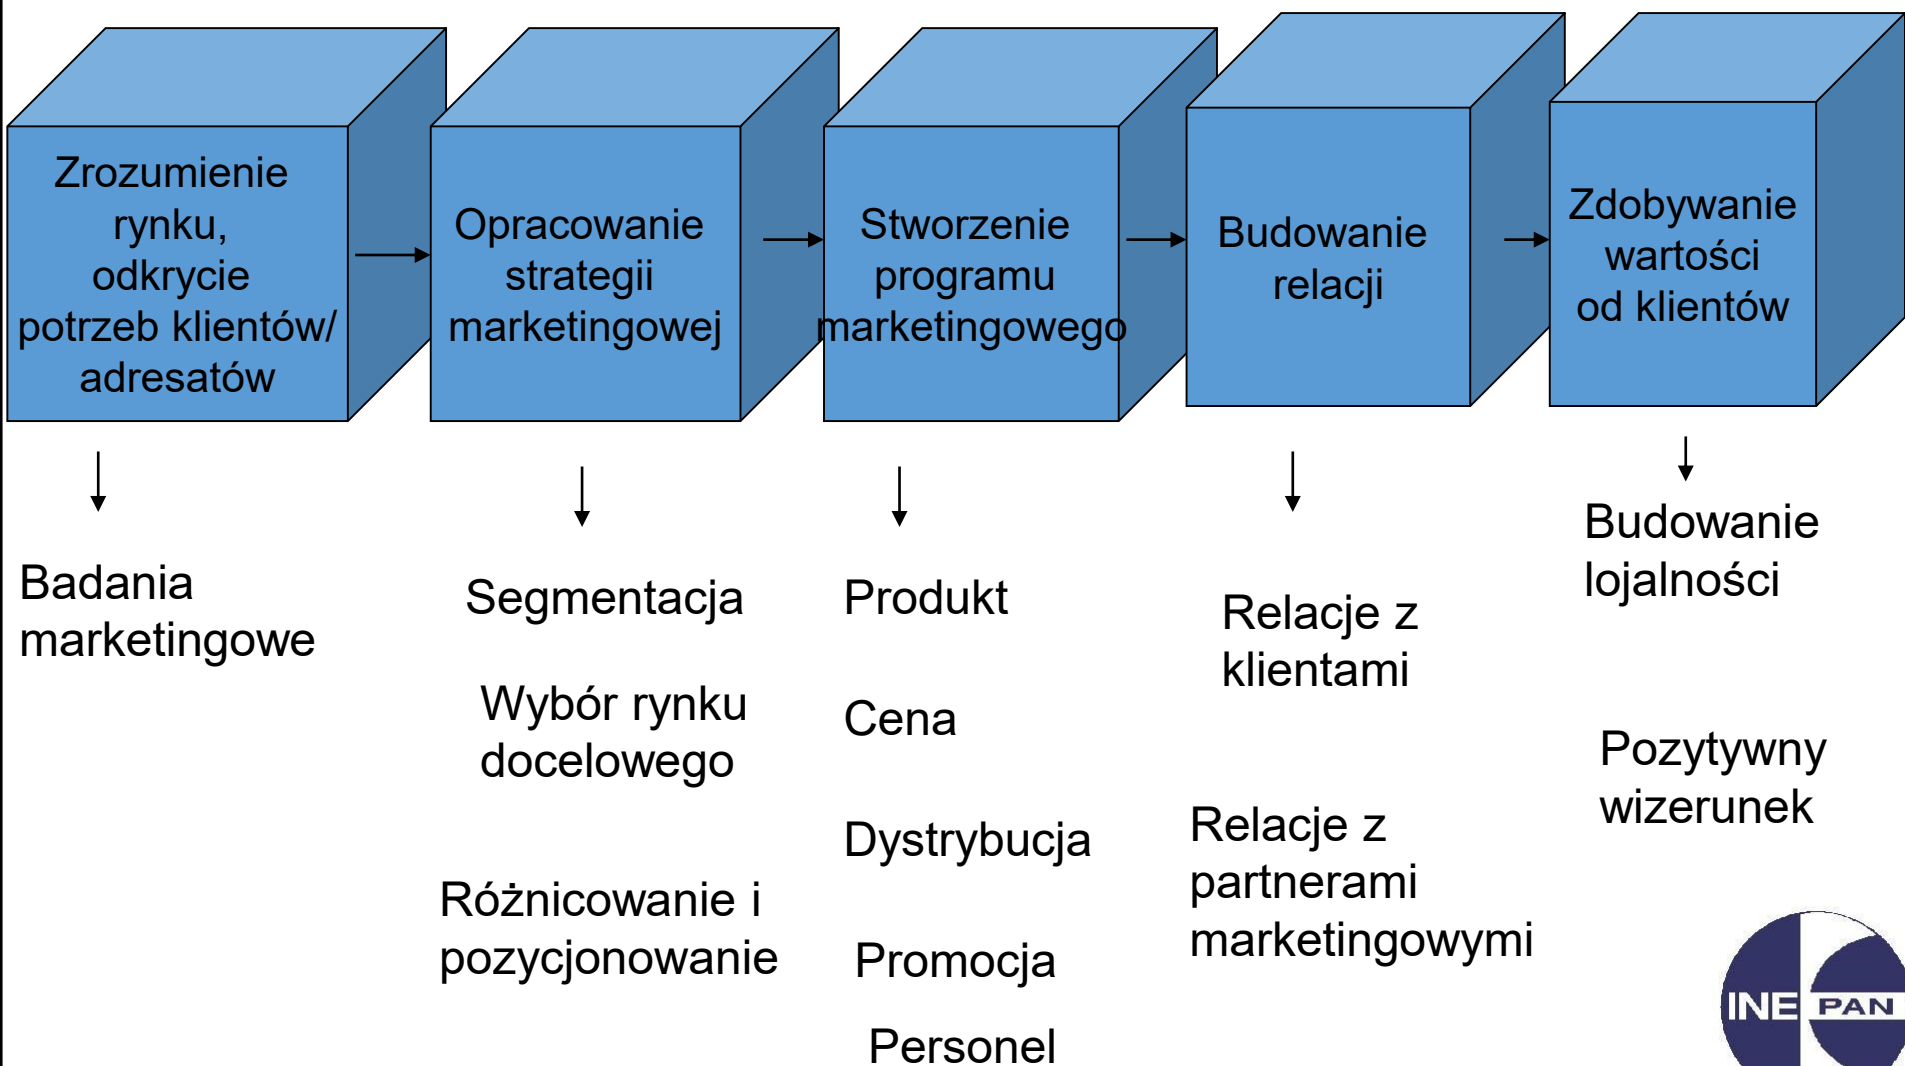 Zrozumienie
rynku,
odkrycie
potrzeb klientów/
adresatów
Opracowanie
strategii
marketingowej
Stworzenie
programu
marketingowego
Budowanie
relacji
Zdobywanie
wartości
od klientów
Badania
marketingowe
Segmentacja
Wybór rynku
docelowego
Różnicowanie i
pozycjonowanie
Produkt
Cena
Dystrybucja
Promocja
Personel
Relacje z
klientami
Relacje z
partnerami
marketingowymi
Budowanie
lojalności
Pozytywny
wizerunek
INE PAN